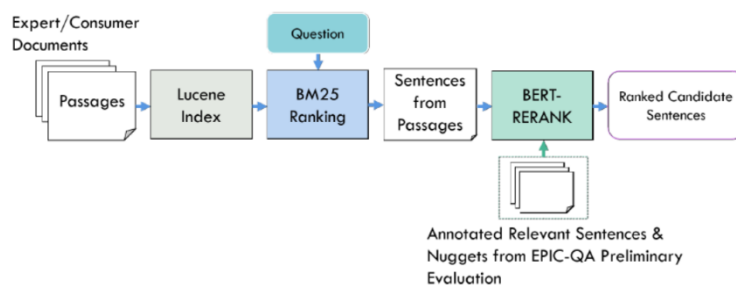 Expert/Consumer
Documents
Question
Passages
Lucene
Index
BM25
Ranking
Sentences
from
Passages
BERT-
RERANK
Ranked Candidate
Sentences
Annotated Relevant Sentences &
Nuggets from EPIC-QA Preliminary
Evaluation